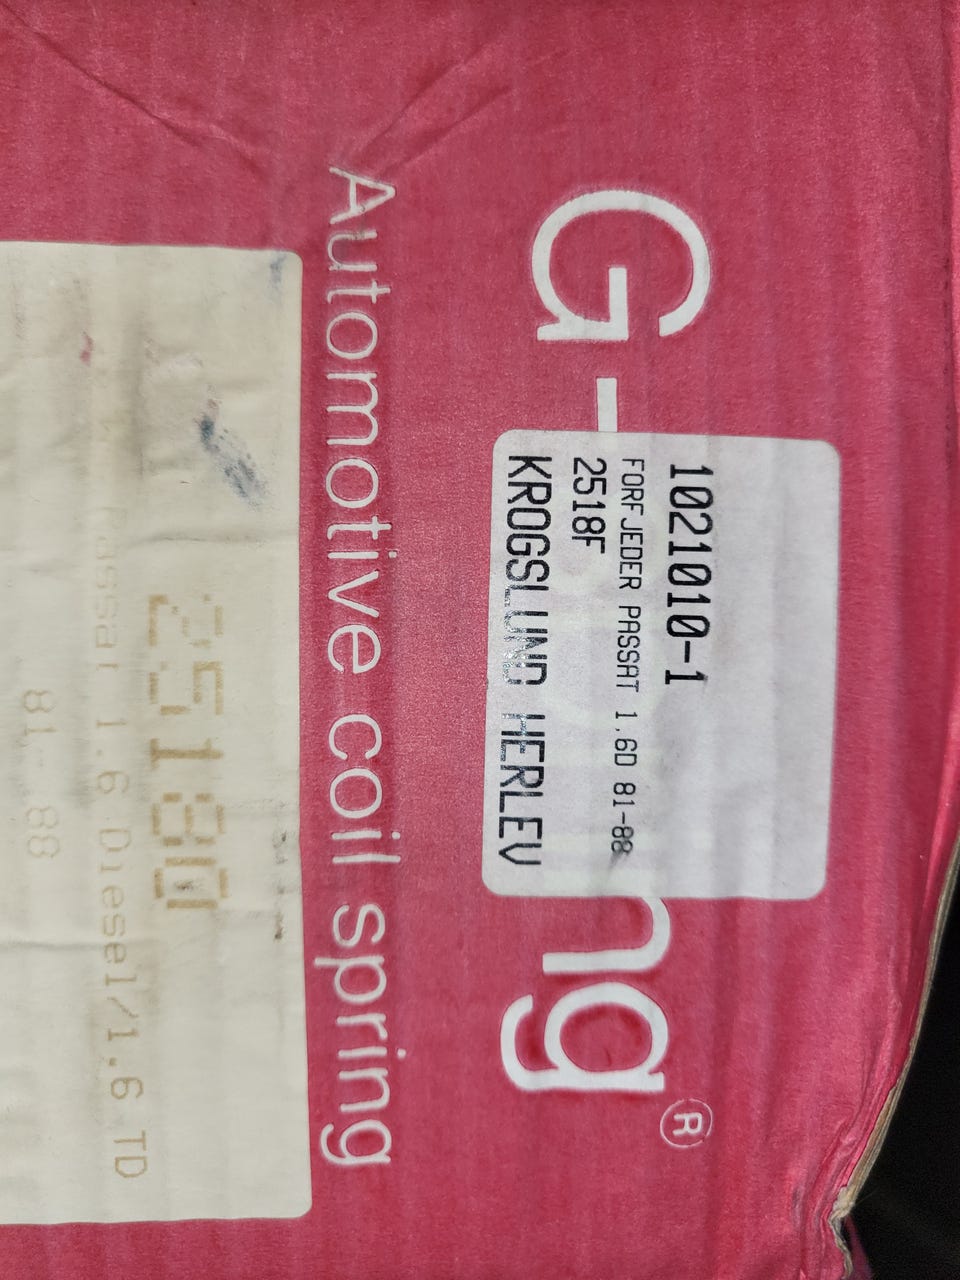 G-
ng®
1021010-1
FORFJEDER PASSAT 1.6D 81-88
2518F
KROGSLUND HERLEV
Automotive coil spring
25180
Passat 1.6 Diesel/1.6 TD
81-88